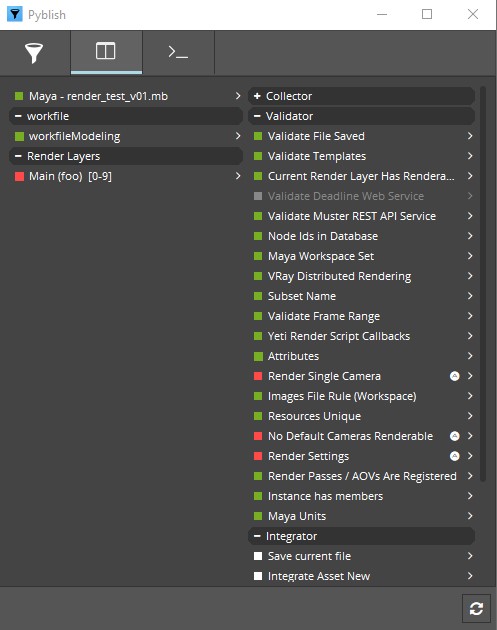 Pyblish
Maya - render_test_v01.mb
workfile
workfileModeling
Render Layers
Main (foo) [0-9]
Collector
Validator
Validate File Saved
Validate Templates
Current Render Layer Has Rendera...
Validate Deadline Web Service
Validate Muster REST API Service
Node Ids in Database
Maya Workspace Set
VRay Distributed Rendering
Subset Name
Validate Frame Range
Yeti Render Script Callbacks
Attributes
Render Single Camera
Images File Rule (Workspace)
Resources Unique
No Default Cameras Renderable
Render Settings
Render Passes / AOVs Are Registered
Instance has members
Maya Units
Integrator
Save current file
Integrate Asset New